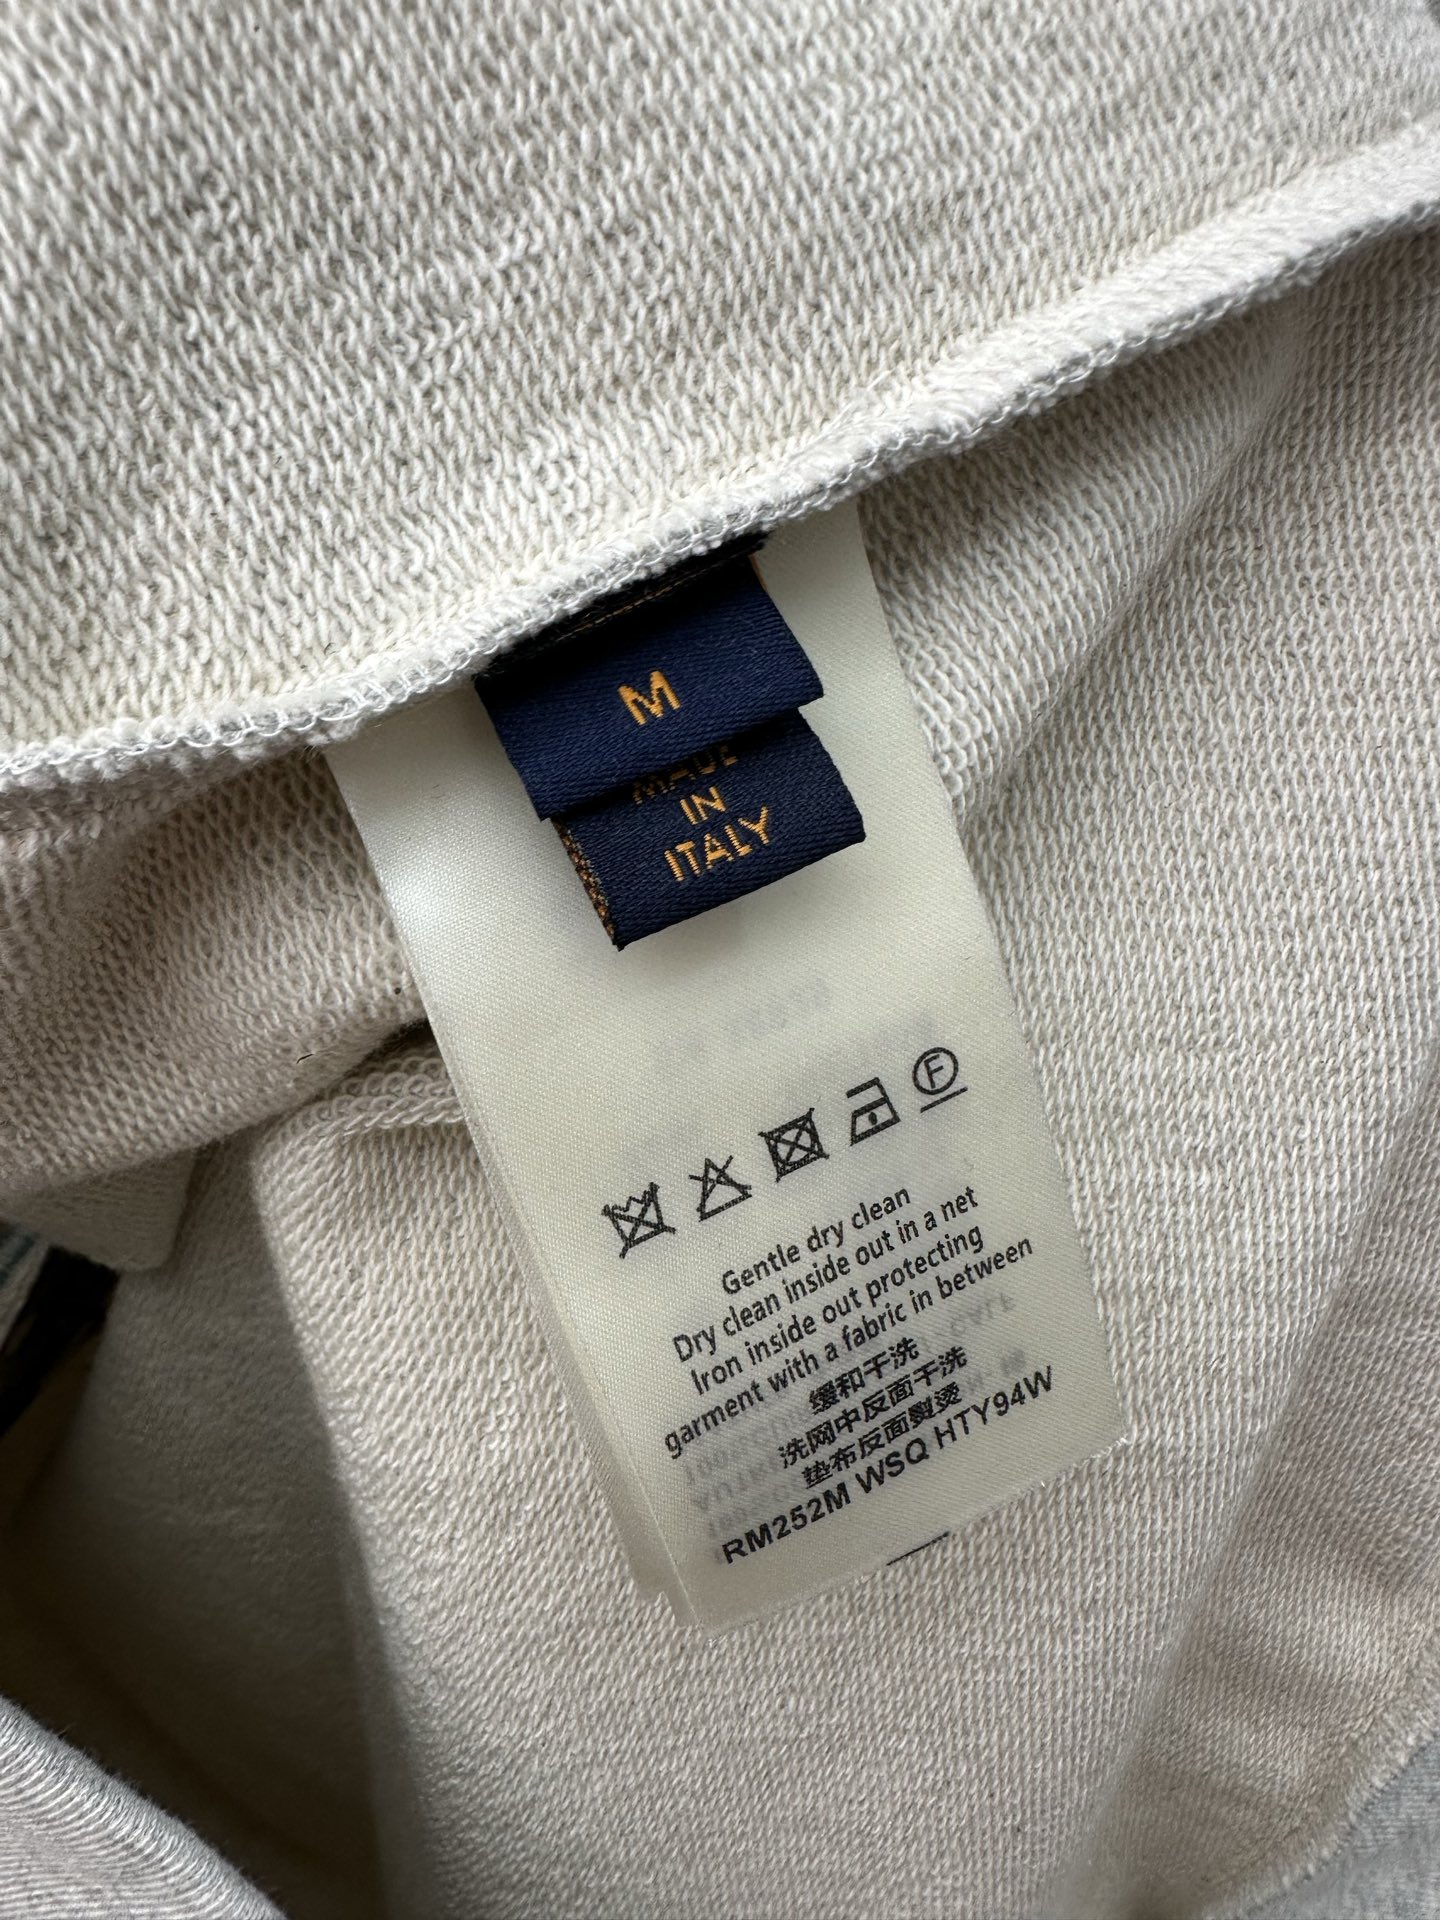 M
MADE
IN
ITALY
F
Gentle dry clean
Dry clean inside out in a net
Iron inside out protecting
garment with a fabric in between
缓和干洗
洗网中反面干洗
垫布反面熨烫
RM252M WSQ HTY94W